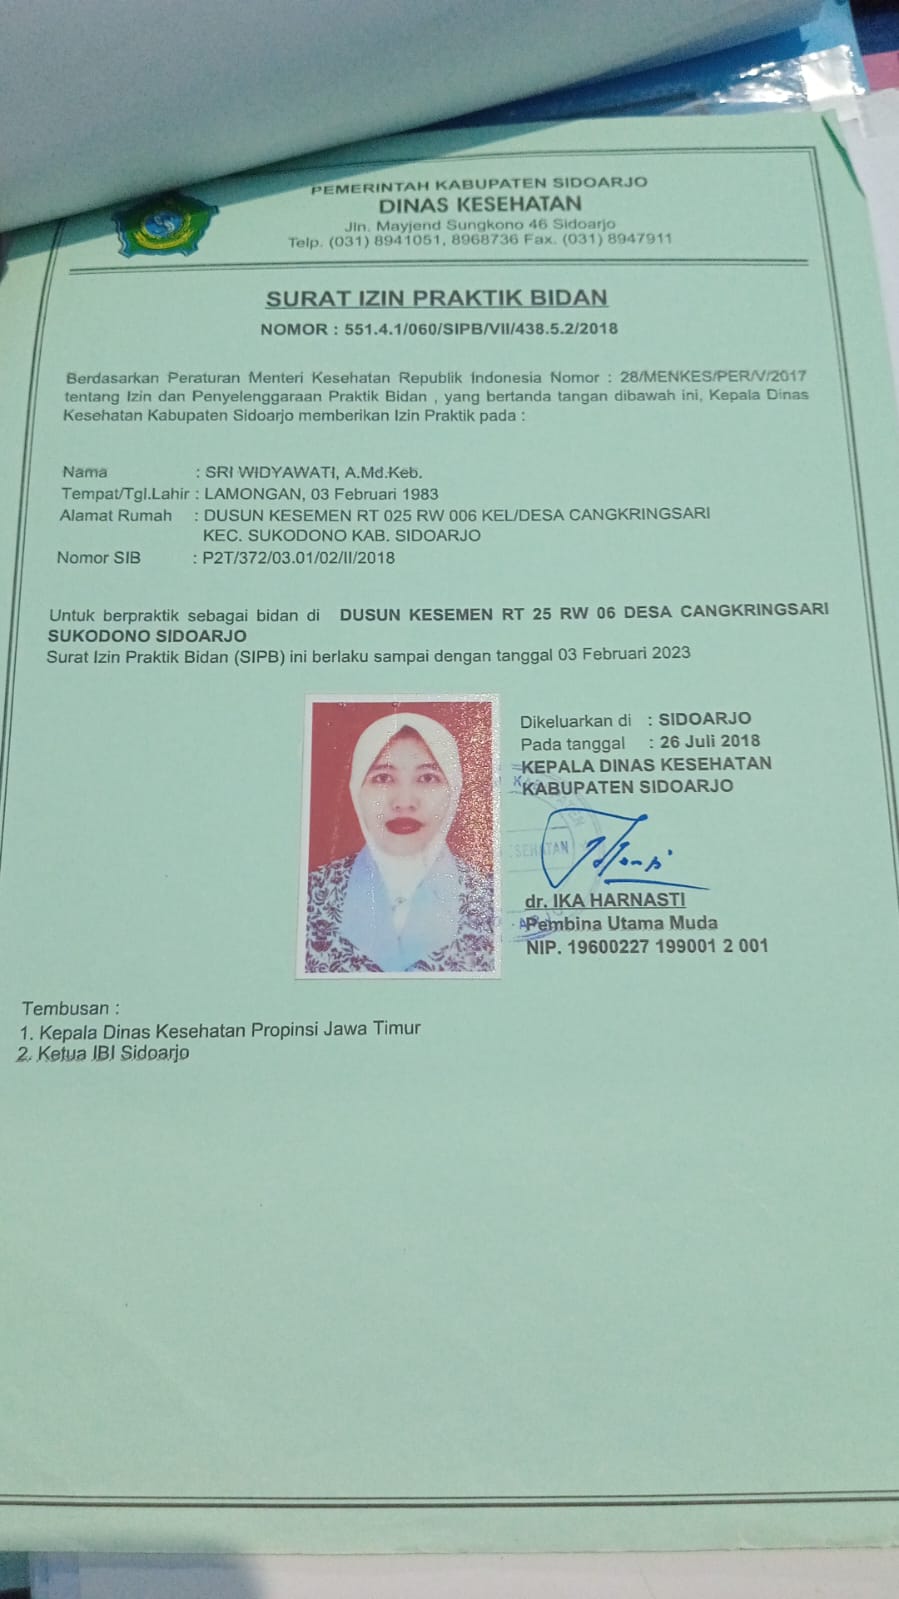 PEMERINTAH KABUPATEN SIDOARJO
DINAS KESEHATAN
Jln. Mayjend Sungkono 46 Sidoarjo
Telp. (031) 8941051, 8968736 Fax. (031) 8947911
SURAT IZIN PRAKTIK BIDAN
NOMOR : 551.4.1/060/SIPB/VII/438.5.2/2018
Berdasarkan Peraturan Menteri Kesehatan Republik Indonesia Nomor : 28/MENKES/PER/V/2017
tentang Izin dan Penyelenggaraan Praktik Bidan , yang bertanda tangan dibawah ini, Kepala Dinas
Kesehatan Kabupaten Sidoarjo memberikan Izin Praktik pada :
Nama : SRI WIDYAWATI, A.Md.Keb.
Tempat/Tgl.Lahir : LAMONGAN, 03 Februari 1983
Alamat Rumah : DUSUN KESEMEN RT 025 RW 006 KEL/DESA CANGKRINGSARI
KEC. SUKODONO KAB. SIDOARJO
Nomor SIB : P2T/372/03.01/02/II/2018
Untuk berpraktik sebagai bidan di DUSUN KESEMEN RT 25 RW 06 DESA CANGKRINGSARI
SUKODONO SIDOARJO
Surat Izin Praktik Bidan (SIPB) ini berlaku sampai dengan tanggal 03 Februari 2023
Dikeluarkan di : SIDOARJO
Pada tanggal : 26 Juli 2018
KEPALA DINAS KESEHATAN
KABUPATEN SIDOARJO
dr. IKA HARNASTI
Pembina Utama Muda
NIP. 19600227 199001 2 001
Tembusan :
1. Kepala Dinas Kesehatan Propinsi Jawa Timur
2. Ketua IBI Sidoarjo